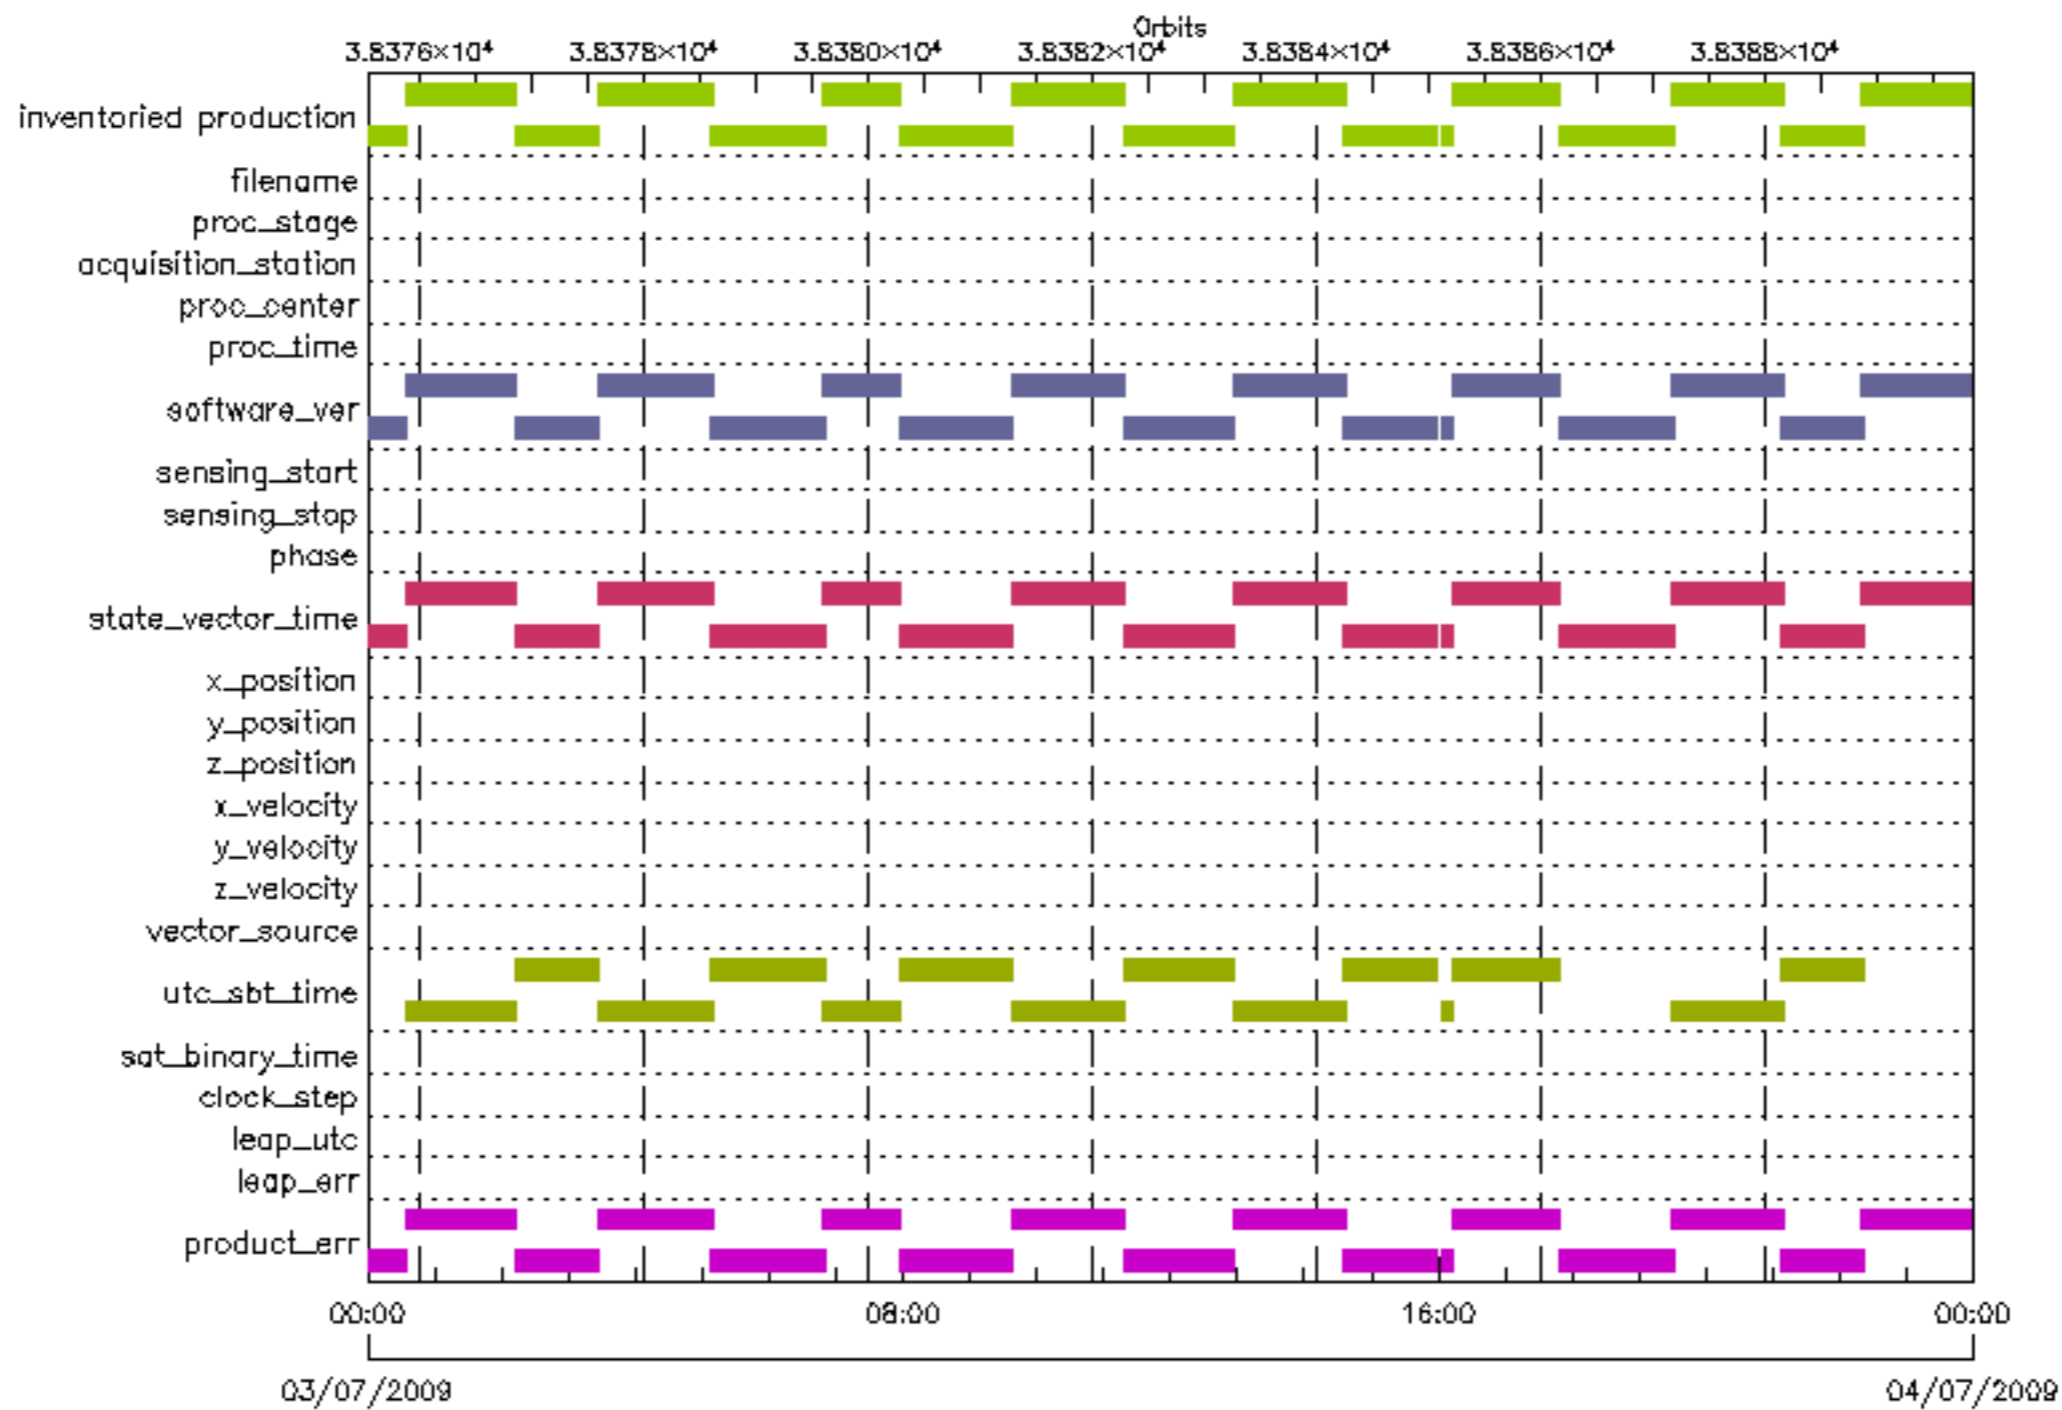 Orbits
3.8376×10⁴ 3.8378×10⁴ 3.8380×10⁴ 3.8382×10⁴ 3.8384×10⁴ 3.8386×10⁴ 3.8388×10⁴
inventoried production
filename
proc_stage
acquisition_station
proc_center
proc_time
software_ver
sensing_start
sensing_stop
phase
state_vector_time
x_position
y_position
z_position
x_velocity
y_velocity
z_velocity
vector_source
utc_sbt_time
sat_binary_time
clock_step
leap_utc
leap_err
product_err
00:00 08:00 16:00 00:00
03/07/2009 04/07/2009